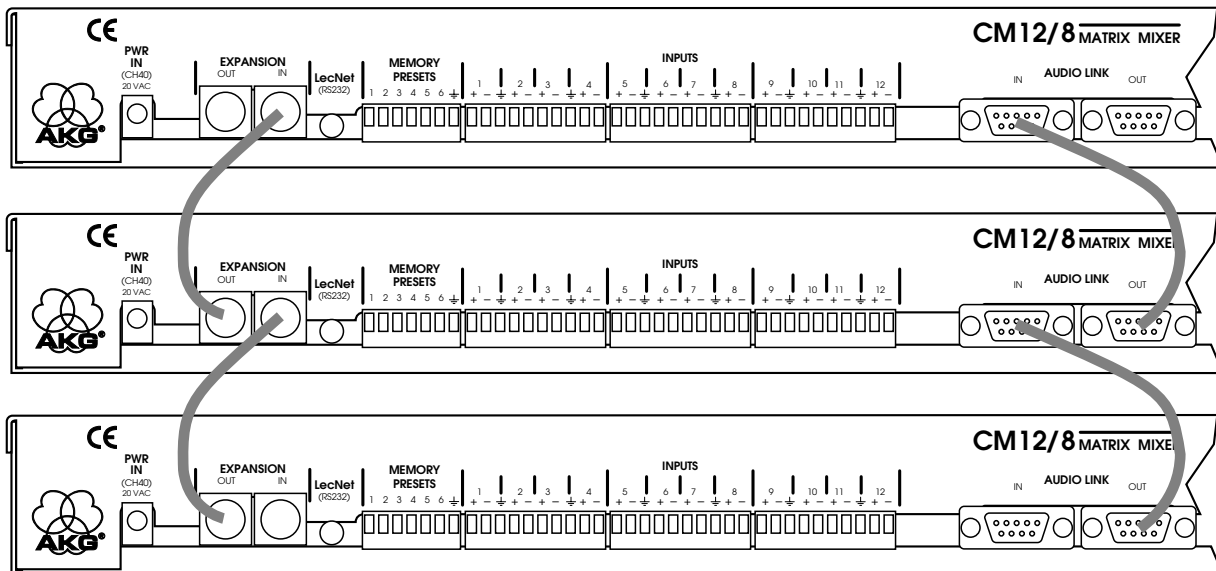 CE
CM12/8 MATRIX MIXER
PWR IN (CH40) 20 VAC
EXPANSION
OUT IN
LecNet (RS232)
MEMORY PRESETS
1 2 3 4 5 6
INPUTS
1 2 3 4 5 6 7 8 9 10 11 12
+ - + - + - + - + - + - + - + - + - + - + - + -
AUDIO LINK
IN OUT
AKG®
CE
CM12/8 MATRIX MIXER
PWR IN (CH40) 20 VAC
EXPANSION
OUT IN
LecNet (RS232)
MEMORY PRESETS
1 2 3 4 5 6
INPUTS
1 2 3 4 5 6 7 8 9 10 11 12
+ - + - + - + - + - + - + - + - + - + - + - + -
AUDIO LINK
IN OUT
AKG®
CE
CM12/8 MATRIX MIXER
PWR IN (CH40) 20 VAC
EXPANSION
OUT IN
LecNet (RS232)
MEMORY PRESETS
1 2 3 4 5 6
INPUTS
1 2 3 4 5 6 7 8 9 10 11 12
+ - + - + - + - + - + - + - + - + - + - + - + -
AUDIO LINK
IN OUT
AKG®